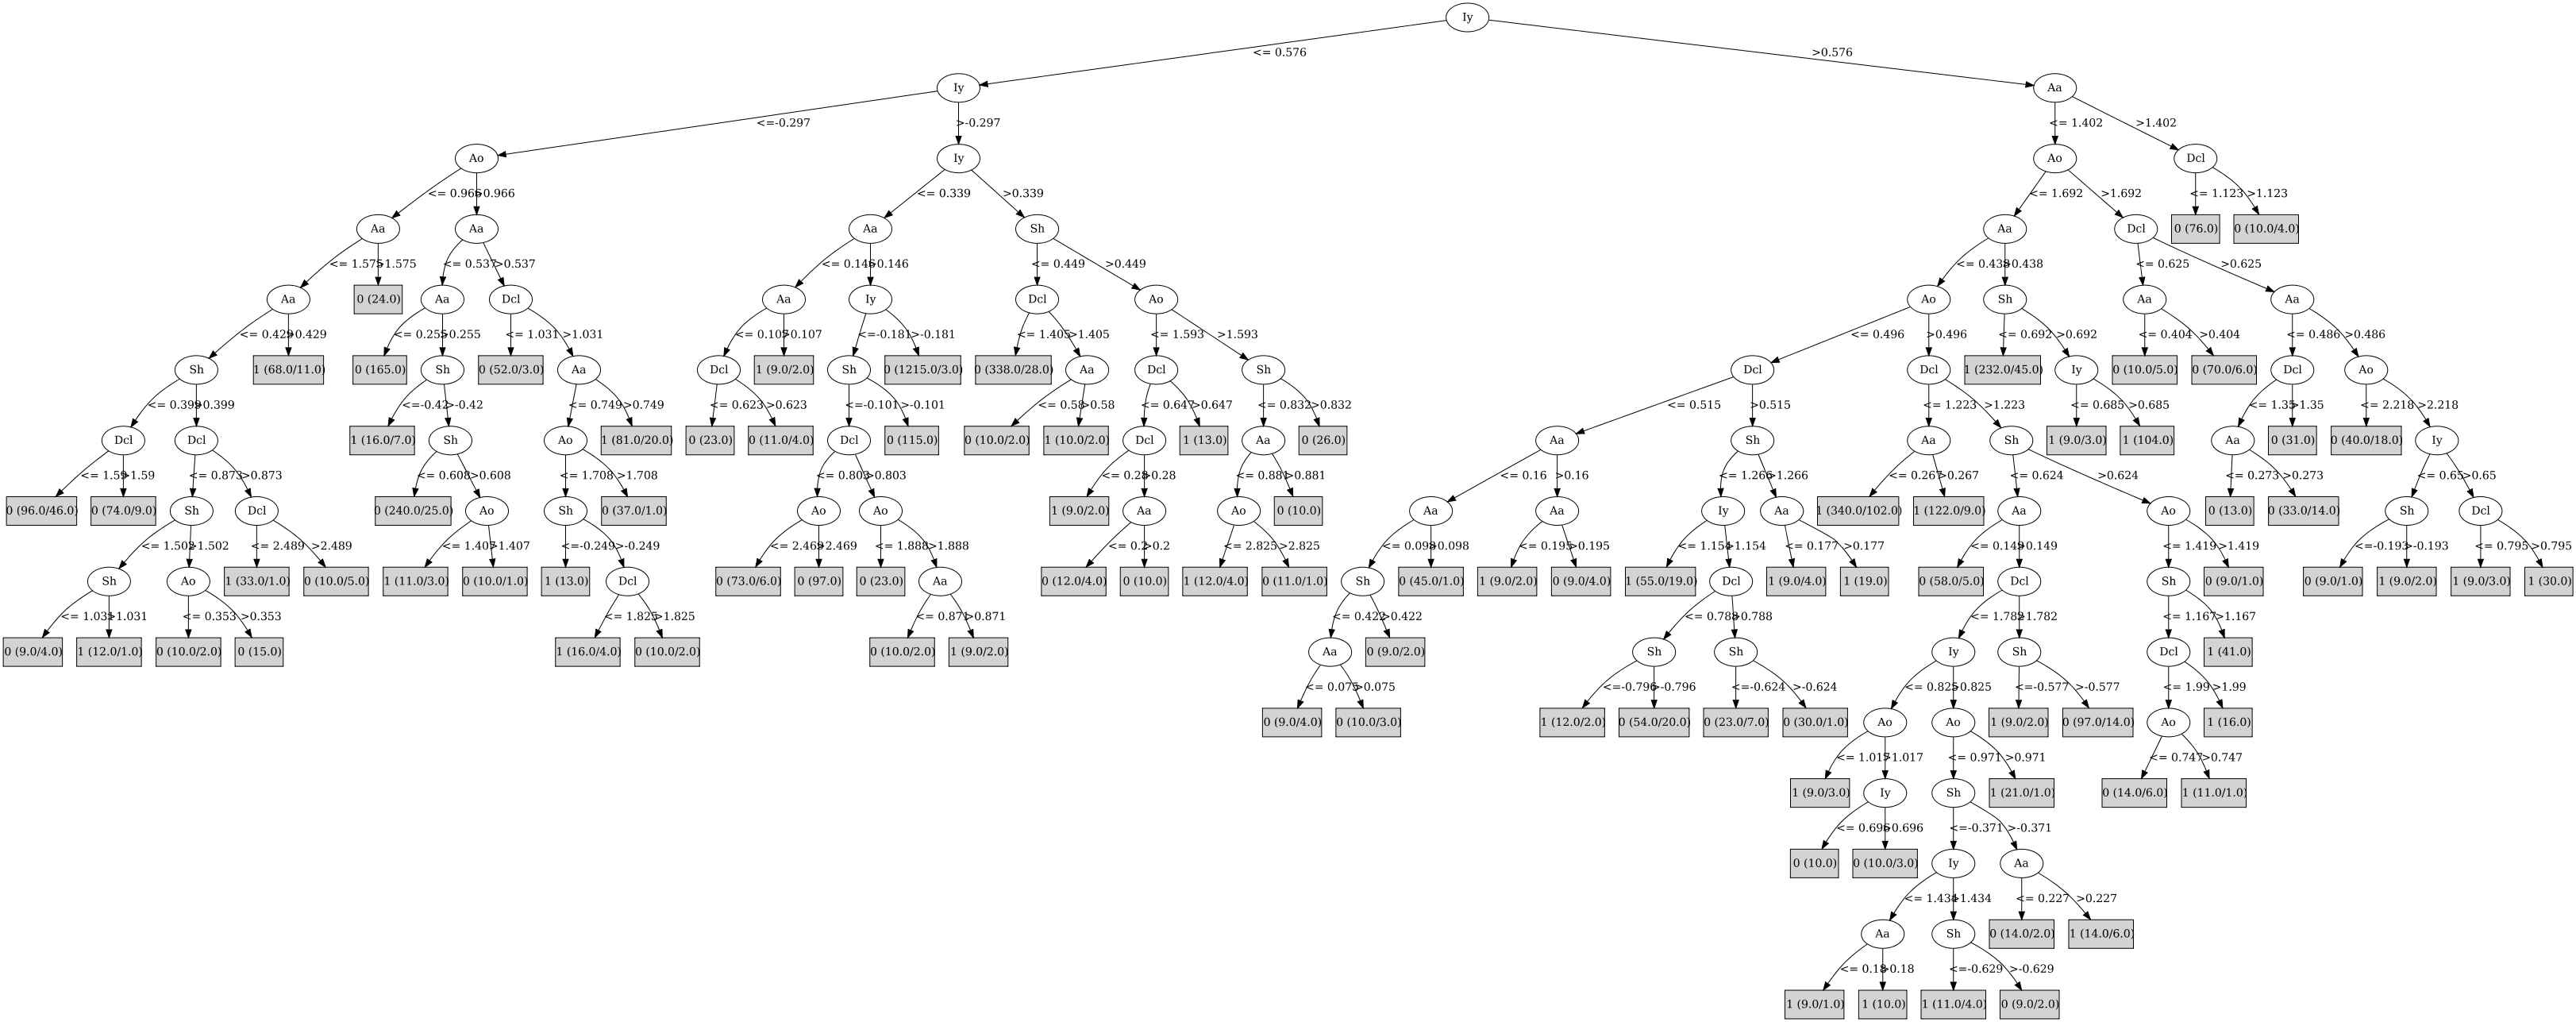 Iy
<= 0.576 >0.576
Iy Aa
<=-0.297 >-0.297 <= 1.402 >1.402
Ao Iy Ao Dcl
<= 0.966 >0.966 <= 0.339 >0.339 <= 1.692 >1.692 <= 1.123 >1.123
Aa Aa Aa Sh Aa Dcl 0 (76.0) 0 (10.0/4.0)
<= 1.575 >1.575 <= 0.537 >0.537 <= 0.146 >0.146 <= 0.449 >0.449 <= 0.438 >0.438 <= 0.625 >0.625
Aa 0 (24.0) Aa Dcl Aa Iy Dcl Ao Ao Sh Aa Aa
<= 0.429 >0.429 <= 0.255 >0.255 <= 1.031 >1.031 <= 0.107 >0.107 <=-0.181 >-0.181 <= 1.405 >1.405 <= 1.593 >1.593 <= 0.496 >0.496 <= 0.692 >0.692 <= 0.404 >0.404 <= 0.486 >0.486
Sh 1 (68.0/11.0) 0 (165.0) Sh 0 (52.0/3.0) Aa Dcl 1 (9.0/2.0) Sh 0 (1215.0/3.0) 0 (338.0/28.0) Aa Dcl Sh Dcl Dcl 1 (232.0/45.0) Iy 0 (10.0/5.0) 0 (70.0/6.0) Dcl Ao
<= 0.399 >0.399 <=-0.42 >-0.42 <= 0.749 >0.749 <= 0.623 >0.623 <=-0.101 >-0.101 <= 0.58 >0.58 <= 0.647 >0.647 <= 0.832 >0.832 <= 0.515 >0.515 <= 1.223 >1.223 <= 0.685 >0.685 <= 1.35 >1.35 <= 2.218 >2.218
Dcl Dcl 1 (16.0/7.0) Sh Ao 1 (81.0/20.0) 0 (23.0) 0 (11.0/4.0) Dcl 0 (115.0) 0 (10.0/2.0) 1 (10.0/2.0) Dcl 1 (13.0) Aa 0 (26.0) Aa Sh Aa Sh 1 (9.0/3.0) 1 (104.0) Aa 0 (31.0) 0 (40.0/18.0) Iy
<= 1.59 >1.59 <= 0.873 >0.873 <= 0.608 >0.608 <= 1.708 >1.708 <= 0.803 >0.803 <= 0.28 >0.28 <= 0.881 >0.881 <= 0.16 >0.16 <= 1.266 >1.266 <= 0.267 >0.267 <= 0.624 >0.624 <= 0.273 >0.273 <= 0.65 >0.65
0 (96.0/46.0) 0 (74.0/9.0) Sh Dcl 0 (240.0/25.0) Ao Sh 0 (37.0/1.0) Ao Ao 1 (9.0/2.0) Aa Ao 0 (10.0) Aa Aa Iy Aa 1 (340.0/102.0) 1 (122.0/9.0) Aa Ao 0 (13.0) 0 (33.0/14.0) Sh Dcl
<= 1.502 >1.502 <= 2.489 >2.489 <= 1.407 >1.407 <=-0.249 >-0.249 <= 2.469 >2.469 <= 1.888 >1.888 <= 0.2 >0.2 <= 2.825 >2.825 <= 0.098 >0.098 <= 0.195 >0.195 <= 1.154 >1.154 <= 0.177 >0.177 <= 0.149 >0.149 <= 1.419 >1.419 <=-0.193 >-0.193 <= 0.795 >0.795
Sh Ao 1 (33.0/1.0) 0 (10.0/5.0) 1 (11.0/3.0) 0 (10.0/1.0) 1 (13.0) Dcl 0 (73.0/6.0) 0 (97.0) 0 (23.0) Aa 0 (12.0/4.0) 0 (10.0) 1 (12.0/4.0) 0 (11.0/1.0) Sh 0 (45.0/1.0) 1 (9.0/2.0) 0 (9.0/4.0) 1 (55.0/19.0) Dcl 1 (9.0/4.0) 1 (19.0) 0 (58.0/5.0) Dcl Sh 0 (9.0/1.0) 0 (9.0/1.0) 1 (9.0/2.0) 1 (9.0/3.0) 1 (30.0)
<= 1.031 >1.031 <= 0.353 >0.353 <= 1.825 >1.825 <= 0.871 >0.871 <= 0.422 >0.422 <= 0.788 >0.788 <= 1.782 >1.782 <= 1.167 >1.167
0 (9.0/4.0) 1 (12.0/1.0) 0 (10.0/2.0) 0 (15.0) 1 (16.0/4.0) 0 (10.0/2.0) 0 (10.0/2.0) 1 (9.0/2.0) Aa 0 (9.0/2.0) Sh Sh Iy Sh Dcl 1 (41.0)
<= 0.075 >0.075 <=-0.796 >-0.796 <=-0.624 >-0.624 <= 0.825 >0.825 <=-0.577 >-0.577 <= 1.99 >1.99
0 (9.0/4.0) 0 (10.0/3.0) 1 (12.0/2.0) 0 (54.0/20.0) 0 (23.0/7.0) 0 (30.0/1.0) Ao Ao 1 (9.0/2.0) 0 (97.0/14.0) Ao 1 (16.0)
<= 1.017 >1.017 <= 0.971 >0.971 <= 0.747 >0.747
1 (9.0/3.0) Iy Sh 1 (21.0/1.0) 0 (14.0/6.0) 1 (11.0/1.0)
<= 0.696 >0.696 <=-0.371 >-0.371
0 (10.0) 0 (10.0/3.0) Iy Aa
<= 1.434 >1.434 <= 0.227 >0.227
Aa Sh 0 (14.0/2.0) 1 (14.0/6.0)
<= 0.18 >0.18 <=-0.629 >-0.629
1 (9.0/1.0) 1 (10.0) 1 (11.0/4.0) 0 (9.0/2.0)